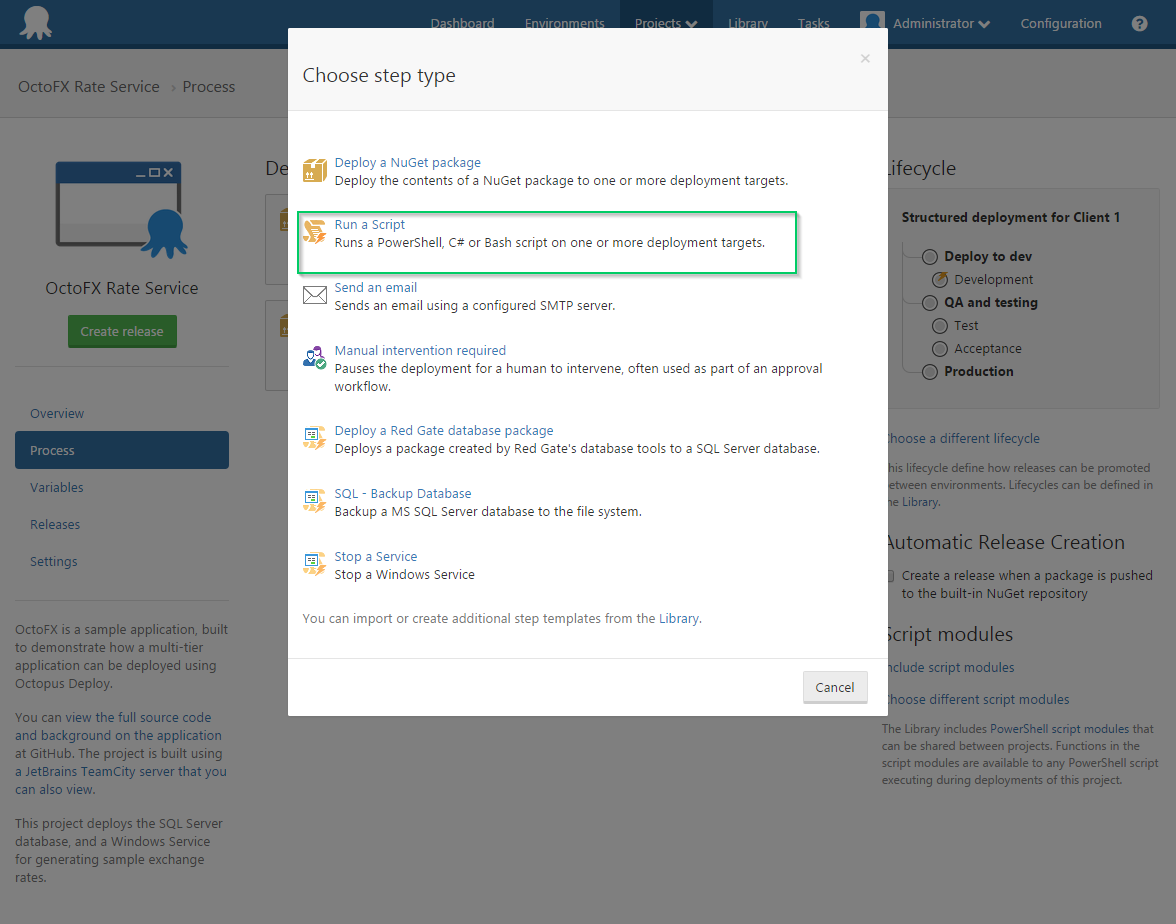 Dashboard Environments Projects Library Tasks Administrator Configuration ?
OctoFX Rate Service › Process
OctoFX Rate Service
Create release
Overview
Process
Variables
Releases
Settings
OctoFX is a sample application, built
to demonstrate how a multi-tier
application can be deployed using
Octopus Deploy.
You can view the full source code
and background on the application
at GitHub. The project is built using
a JetBrains TeamCity server that you
can also view.
This project deploys the SQL Server
database, and a Windows Service
for generating sample exchange
rates.
De
Choose step type
×
Deploy a NuGet package
Deploy the contents of a NuGet package to one or more deployment targets.
Run a Script
Runs a PowerShell, C# or Bash script on one or more deployment targets.
Send an email
Sends an email using a configured SMTP server.
Manual intervention required
Pauses the deployment for a human to intervene, often used as part of an approval
workflow.
Deploy a Red Gate database package
Deploys a package created by Red Gate's database tools to a SQL Server database.
SQL - Backup Database
Backup a MS SQL Server database to the file system.
Stop a Service
Stop a Windows Service
You can import or create additional step templates from the Library.
Cancel
Lifecycle
Structured deployment for Client 1
Deploy to dev
Development
QA and testing
Test
Acceptance
Production
Choose a different lifecycle
This lifecycle define how releases can be promoted
between environments. Lifecycles can be defined in
the Library.
Automatic Release Creation
Create a release when a package is pushed
to the built-in NuGet repository
Script modules
Include script modules
Choose different script modules
The Library includes PowerShell script modules that
can be shared between projects. Functions in the
script modules are available to any PowerShell script
executing during deployments of this project.